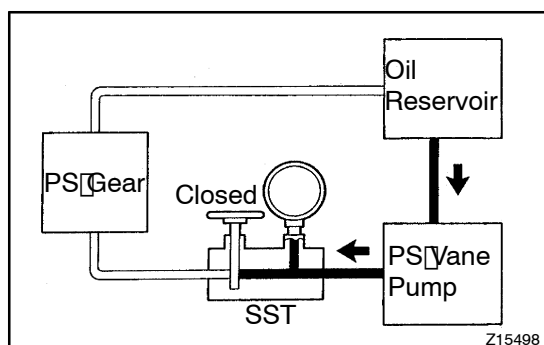 Oil
Reservoir
PS▯Gear
Closed
PS▯Vane
Pump
SST
Z15498